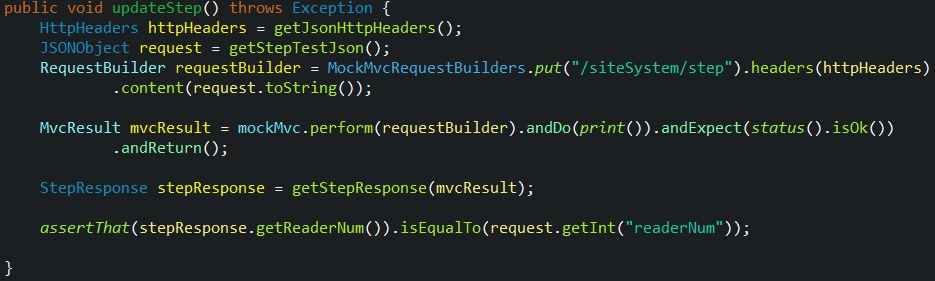 public void updateStep() throws Exception {
HttpHeaders httpHeaders = getJsonHttpHeaders();
JSONObject request = getStepTestJson();
RequestBuilder requestBuilder = MockMvcRequestBuilders.put("/siteSystem/step").headers(httpHeaders)
.content(request.toString());
MvcResult mvcResult = mockMvc.perform(requestBuilder).andDo(print()).andExpect(status().isOk())
.andReturn();
StepResponse stepResponse = getStepResponse(mvcResult);
assertThat(stepResponse.getReaderNum()).isEqualTo(request.getInt("readerNum"));
}